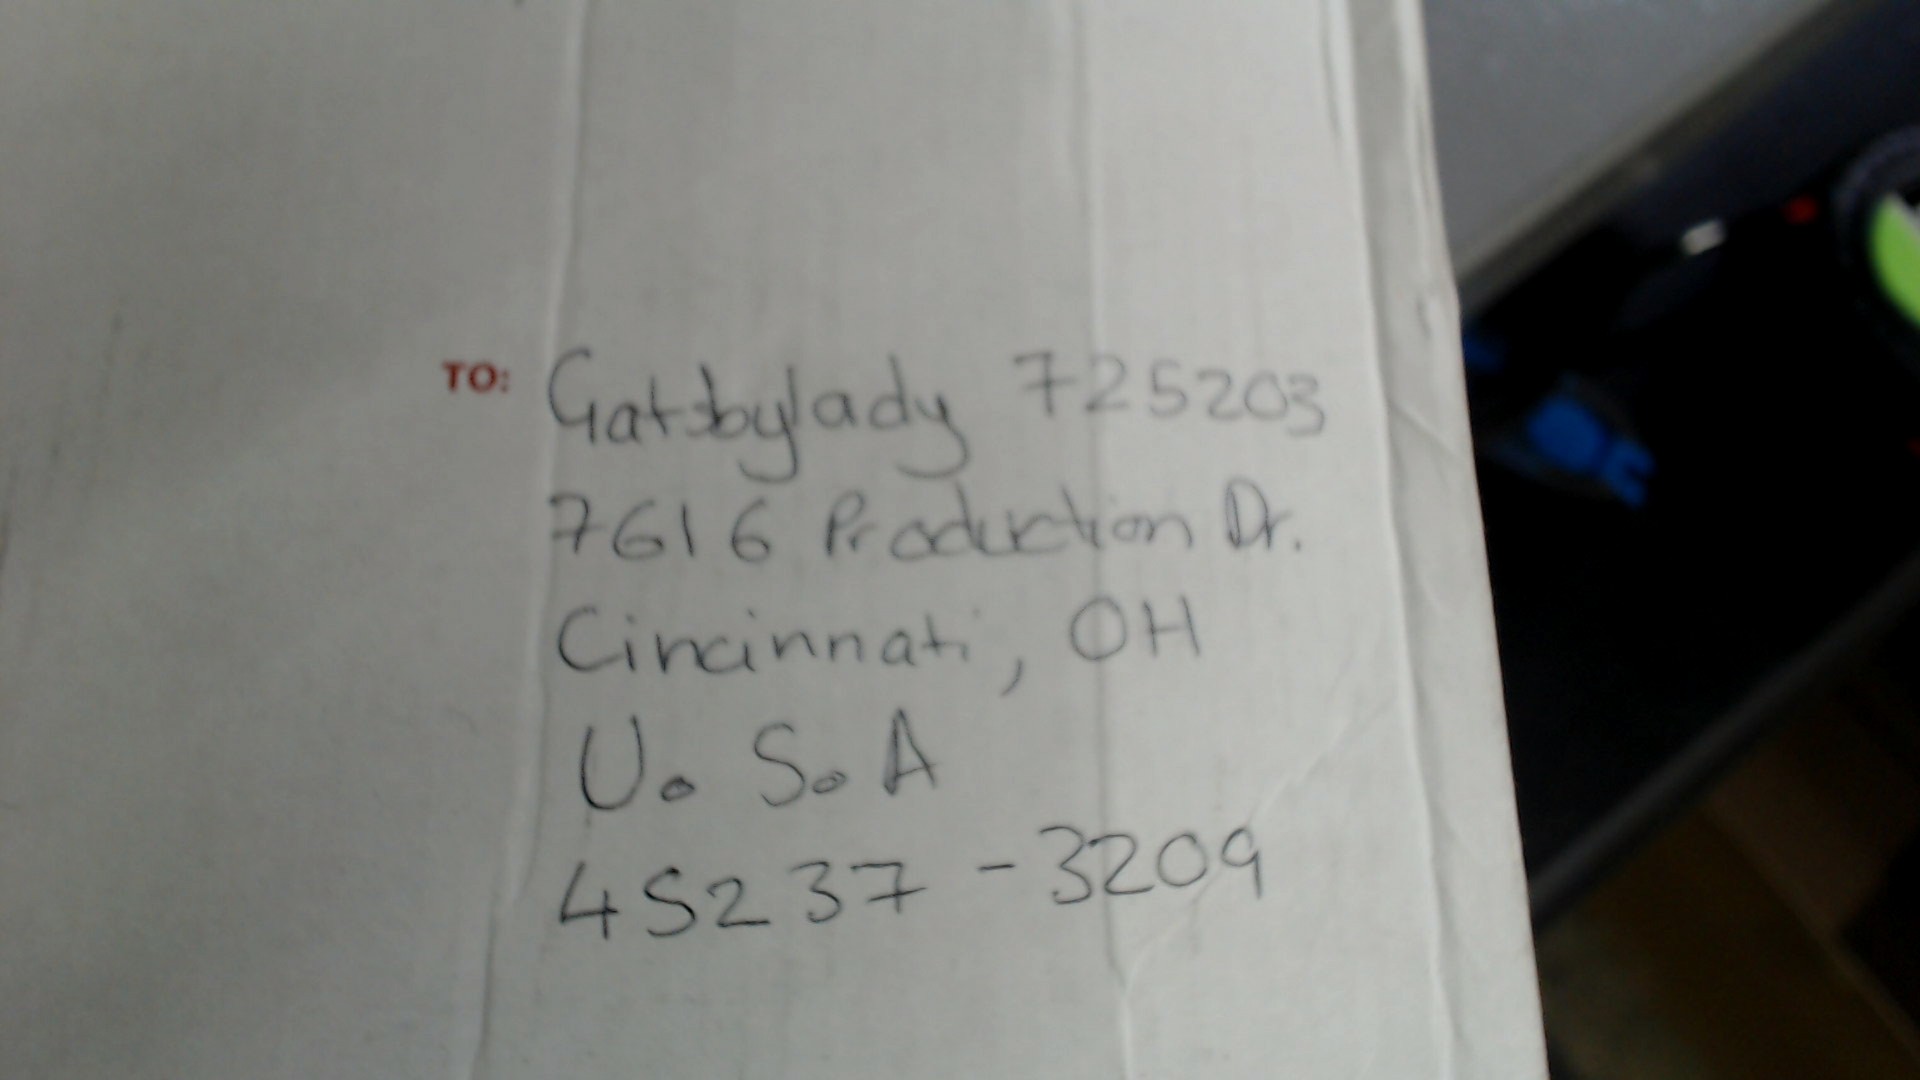 TO: Gatsbylady 725203
7616 Production Dr.
Cincinnati, OH
U. S. A
45237 - 3209